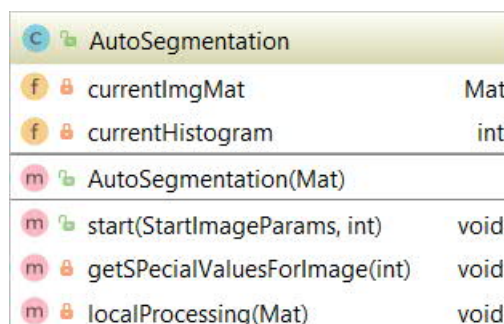 C AutoSegmentation
f currentImgMat Mat
f currentHistogram int
m AutoSegmentation(Mat)
m start(StartImageParams, int) void
m getSPecialValuesForImage(int) void
m localProcessing(Mat) void